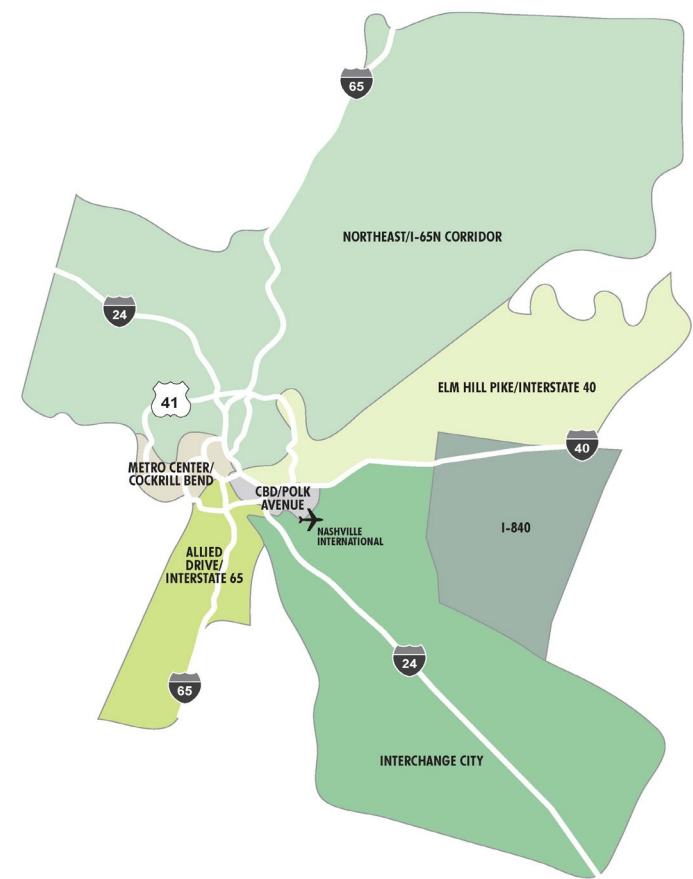 65
NORTHEAST/I-65N CORRIDOR
24
ELM HILL PIKE/INTERSTATE 40
41
40
METRO CENTER/
COCKRILL BEND
CBD/POLK
AVENUE
I-840
NASHVILLE
INTERNATIONAL
ALLIED
DRIVE/
INTERSTATE 65
24
65
INTERCHANGE CITY